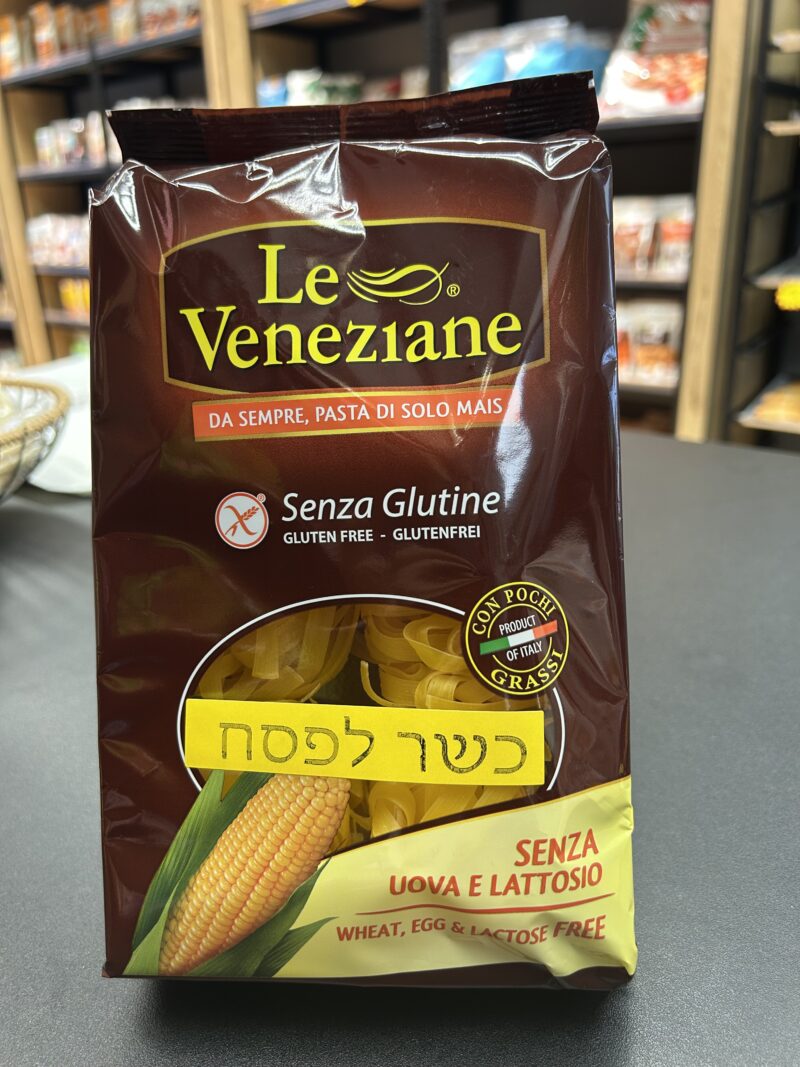 Le
Veneziane ®
DA SEMPRE, PASTA DI SOLO MAIS
Senza Glutine
GLUTEN FREE - GLUTENFREI
CON POCHI
PRODUCT
OF ITALY
GRASSI
כשר לפסח
SENZA
UOVA E LATTOSIO
WHEAT, EGG & LACTOSE FREE